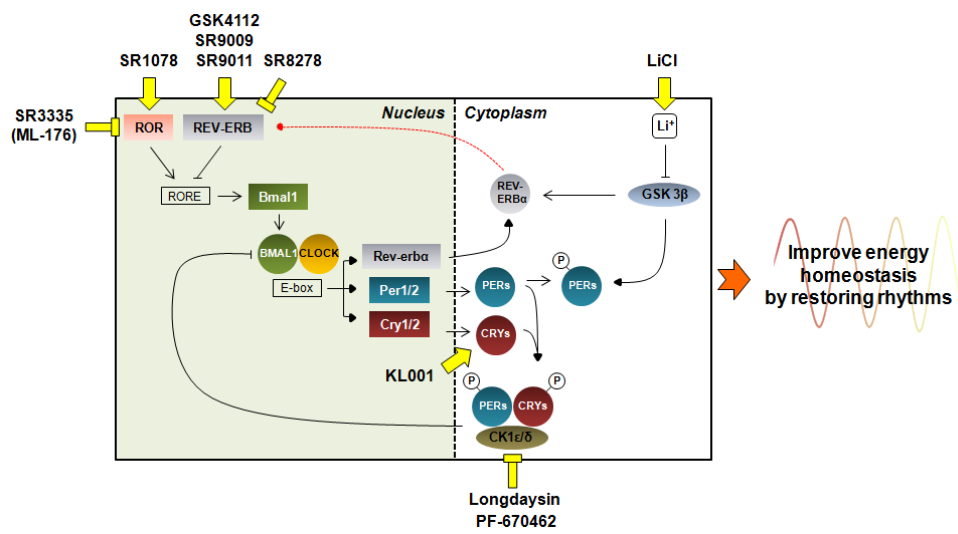 GSK4112
SR9009
SR9011
SR1078
SR8278
LiCl
SR3335
(ML-176)
Nucleus
Cytoplasm
ROR
REV-ERB
Li+
RORE
Bmal1
REV-
ERBα
GSK 3β
BMAL1
CLOCK
Rev-erbα
E-box
Per1/2
PERs
P
PERs
Cry1/2
CRYs
KL001
P
P
PERs
CRYs
CK1ε/δ
Longdaysin
PF-670462
Improve energy
homeostasis
by restoring rhythms